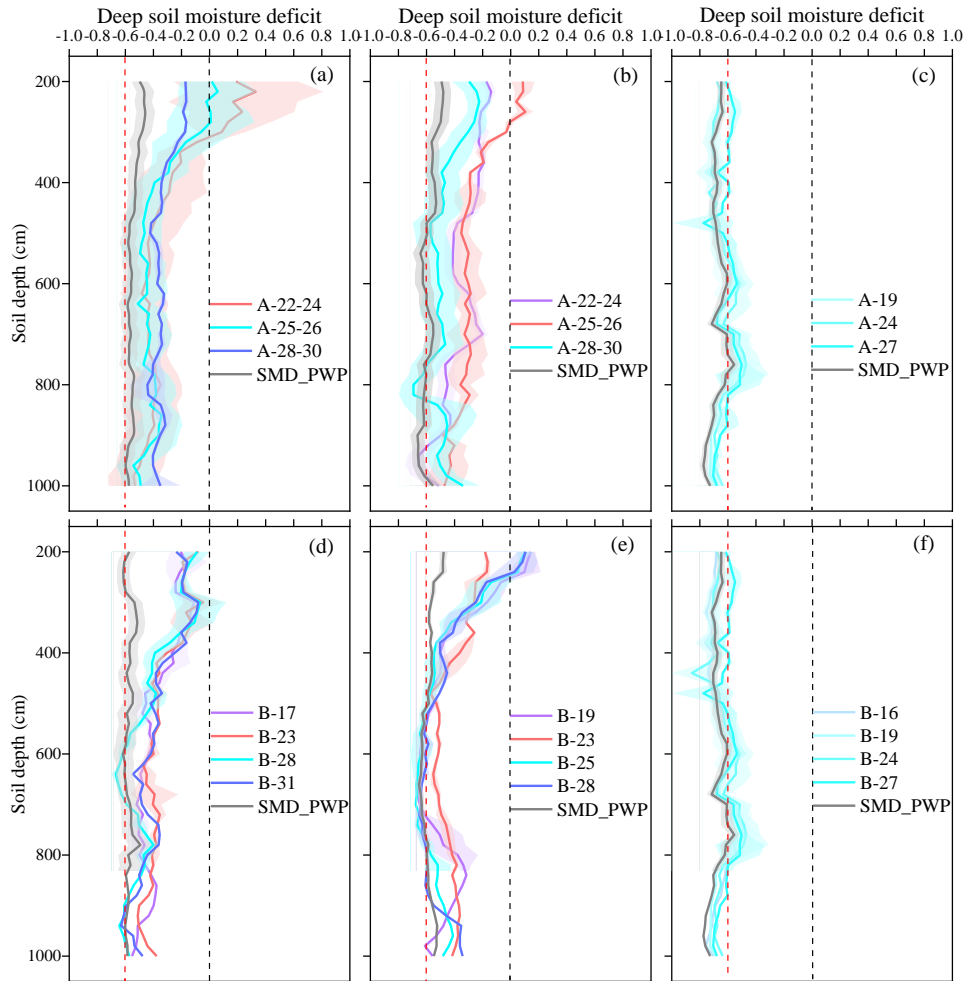 Deep soil moisture deficit Deep soil moisture deficit Deep soil moisture deficit
-1.0-0.8-0.6-0.4-0.20.0 0.2 0.4 0.6 0.8 1.0 -1.0-0.8-0.6-0.4-0.20.0 0.2 0.4 0.6 0.8 1.0 -1.0-0.8-0.6-0.4-0.20.0 0.2 0.4 0.6 0.8 1.0
(a) (b) (c)
200
400
600
800
1000
Soil depth (cm)
A-22-24
A-25-26
A-28-30
SMD_PWP
A-22-24
A-25-26
A-28-30
SMD_PWP
A-19
A-24
A-27
SMD_PWP
(d) (e) (f)
200
400
600
800
1000
Soil depth (cm)
B-17
B-23
B-28
B-31
SMD_PWP
B-19
B-23
B-25
B-28
SMD_PWP
B-16
B-19
B-24
B-27
SMD_PWP